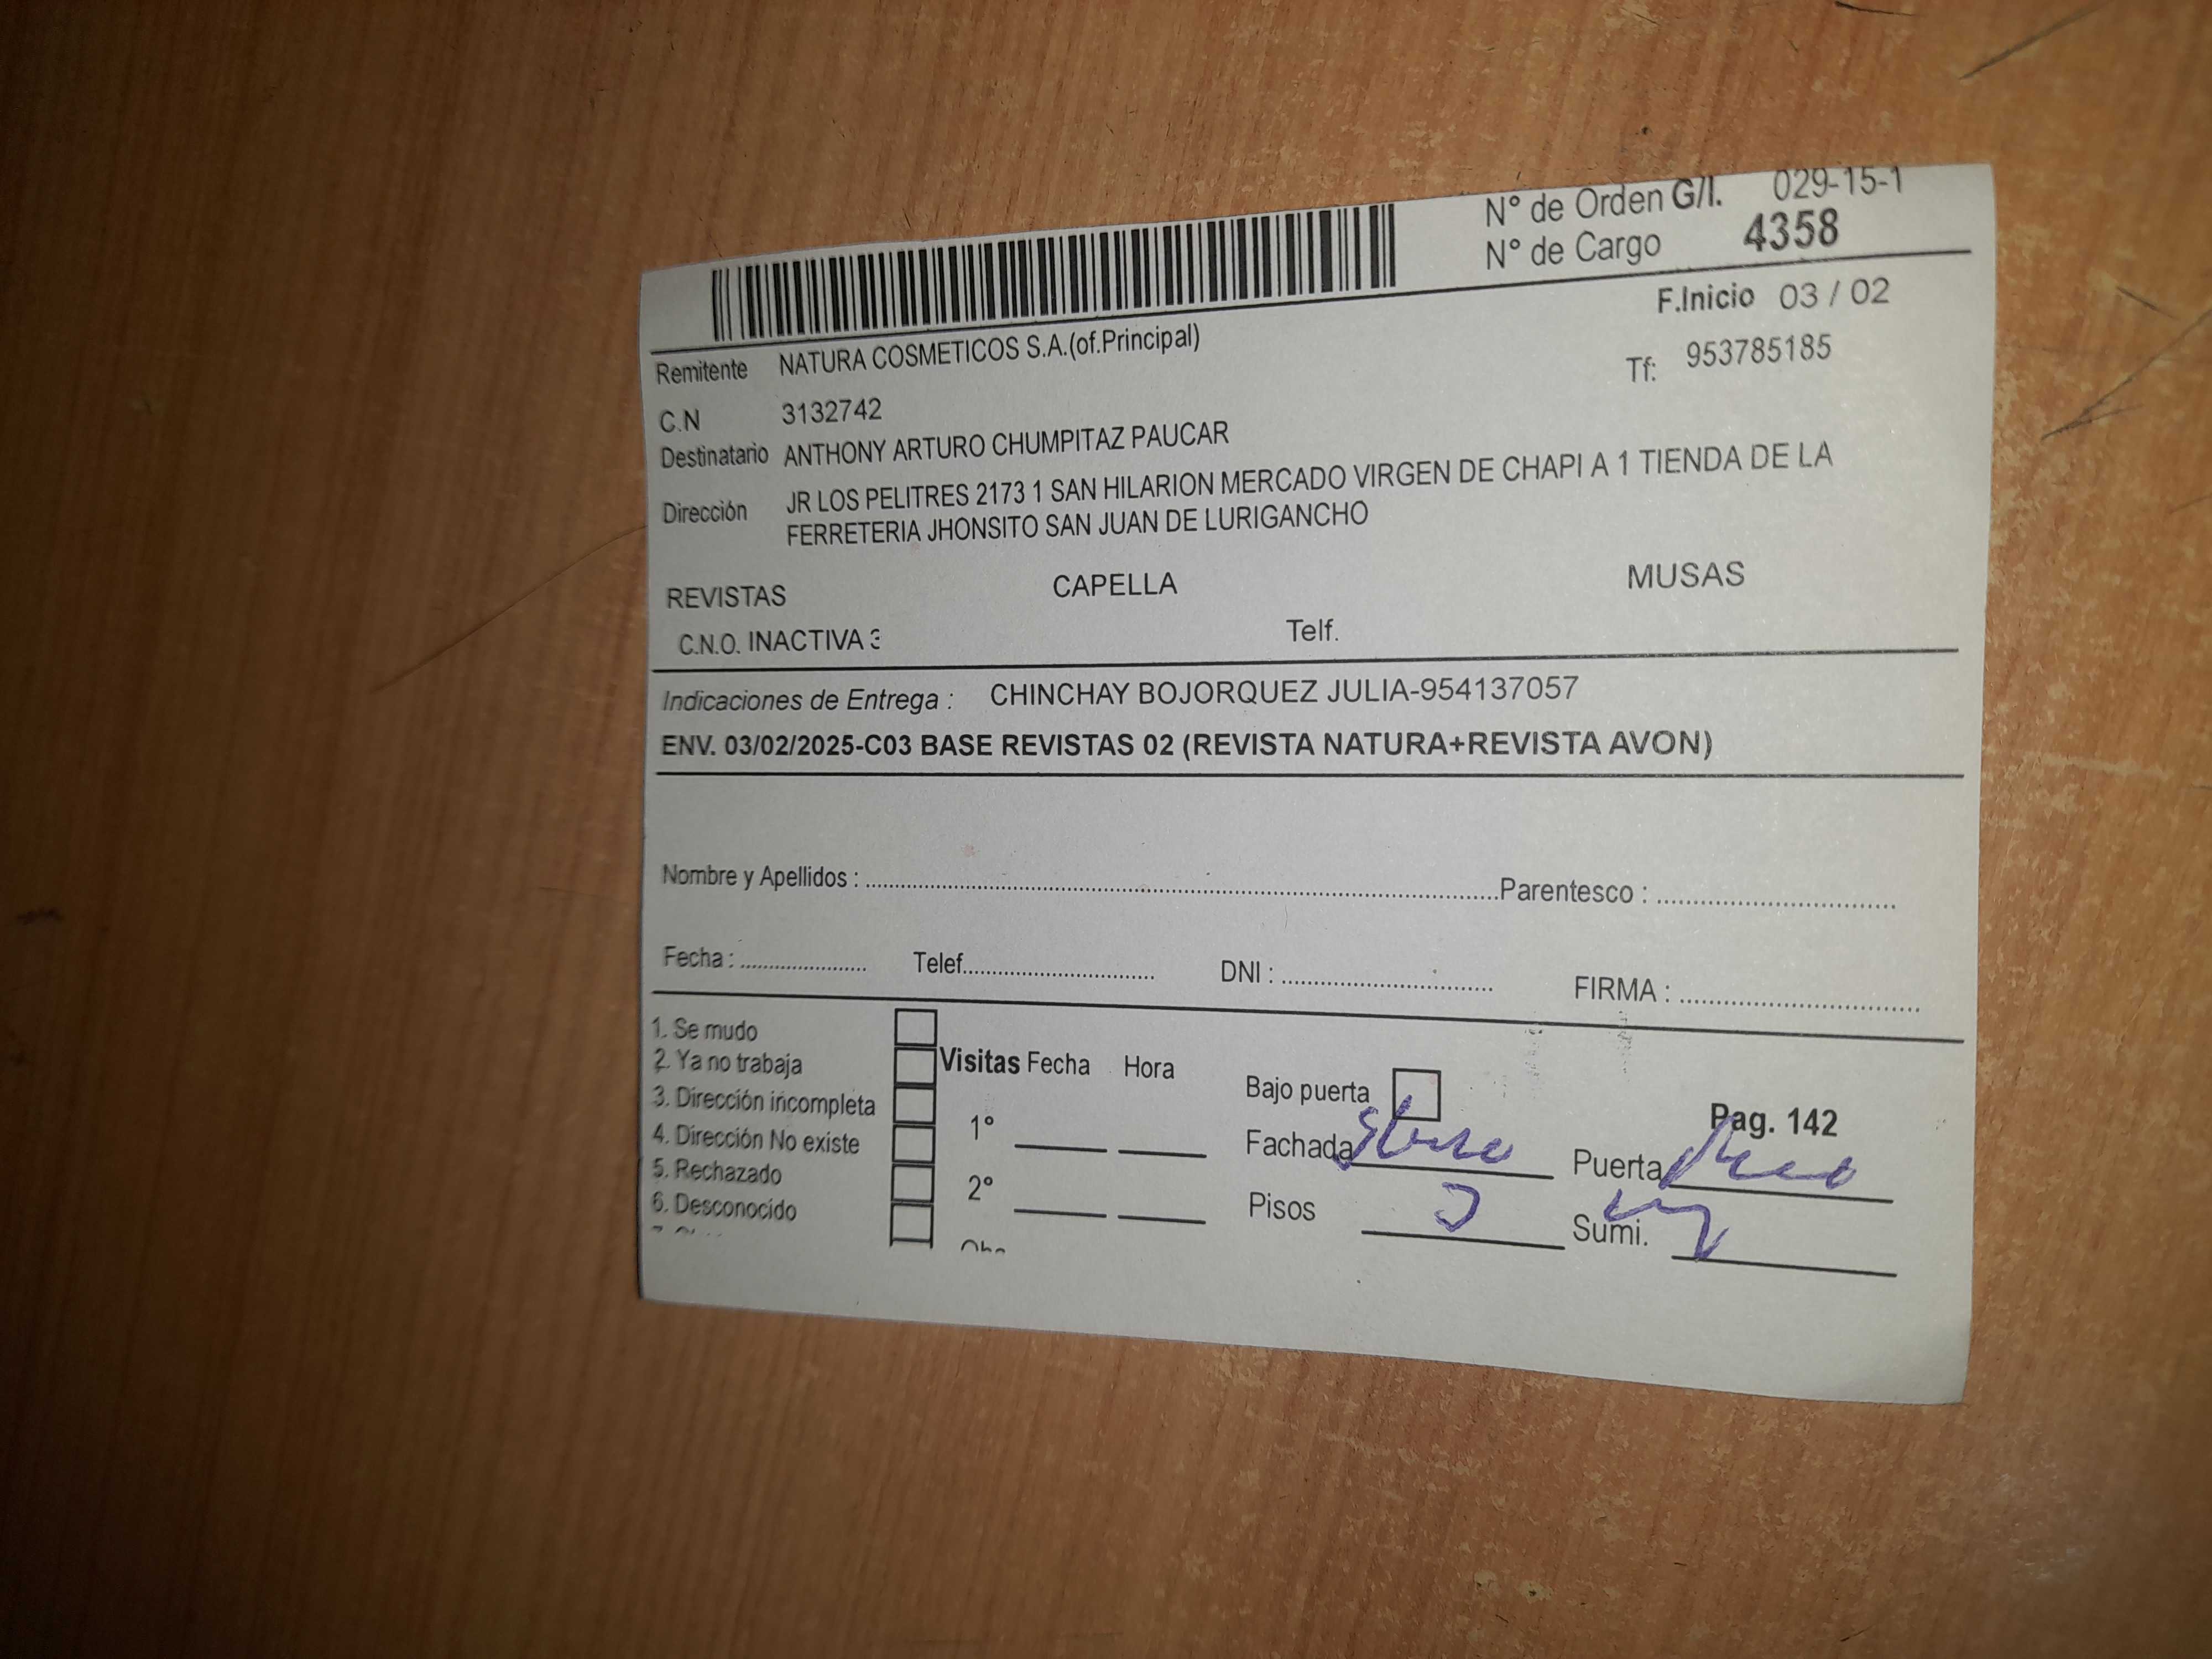 N° de Orden G/I. 029-15-1
N° de Cargo 4358
F.Inicio 03 / 02
Remitente NATURA COSMETICOS S.A.(of.Principal)
Tf: 953785185
C.N 3132742
Destinatario ANTHONY ARTURO CHUMPITAZ PAUCAR
Dirección JR LOS PELITRES 2173 1 SAN HILARION MERCADO VIRGEN DE CHAPI A 1 TIENDA DE LA
FERRETERIA JHONSITO SAN JUAN DE LURIGANCHO
REVISTAS CAPELLA MUSAS
C.N.O. INACTIVA 3 Telf.
Indicaciones de Entrega : CHINCHAY BOJORQUEZ JULIA-954137057
ENV. 03/02/2025-C03 BASE REVISTAS 02 (REVISTA NATURA+REVISTA AVON)
Nombre y Apellidos : Parentesco :
Fecha : Telef. DNI : FIRMA :
1. Se mudo
2. Ya no trabaja
3. Dirección incompleta
4. Dirección No existe
5. Rechazado
6. Desconocido
Visitas Fecha Hora
1°
2°
Bajo puerta
Pag. 142
Fachada Puerta
Pisos Sumi.